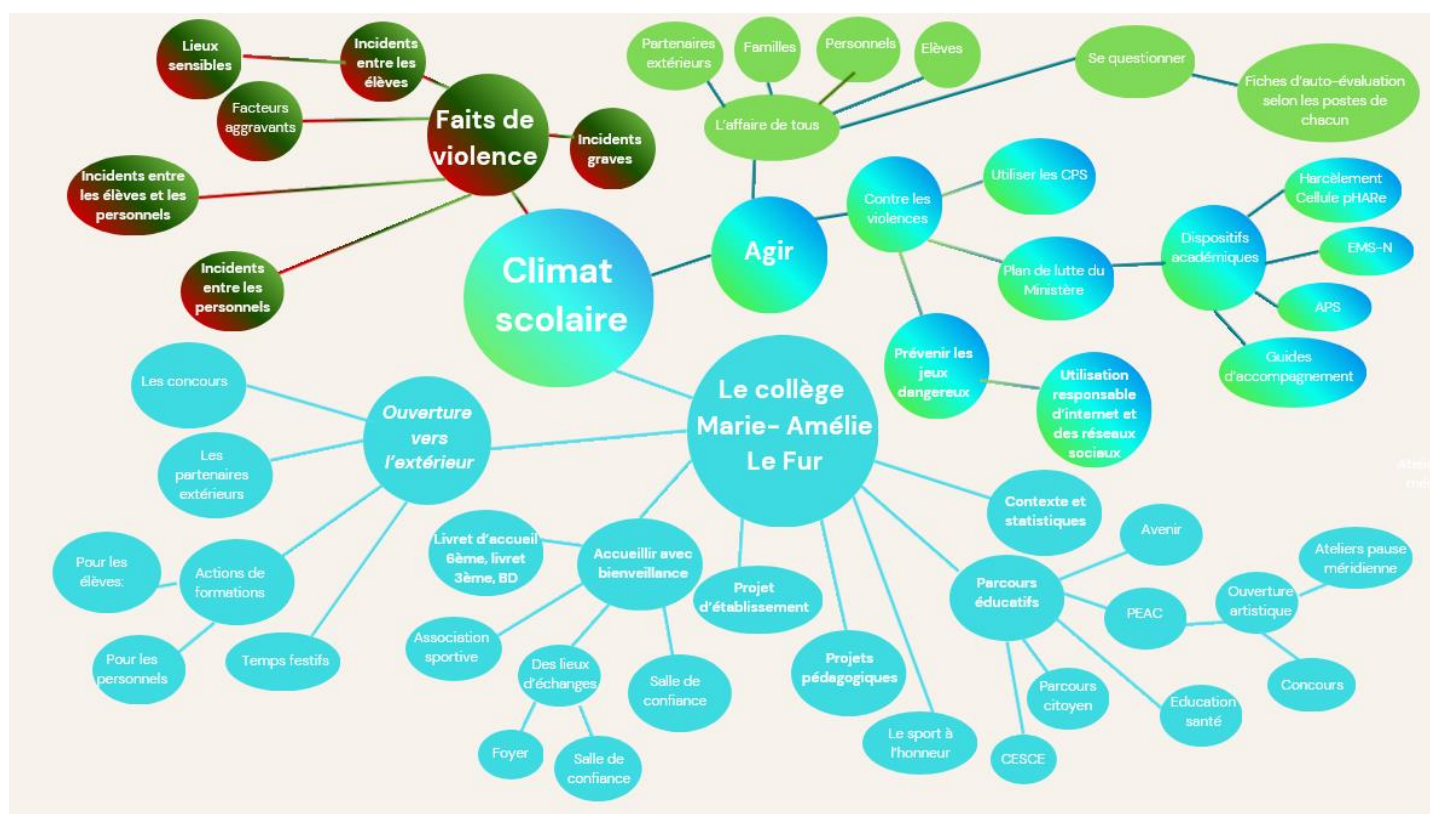 Lieux
sensibles
Incidents
entre les
élèves
Facteurs
aggravants
Faits de
violence
Incidents
graves
Incidents entre
les élèves et les
personnels
Incidents
entre les
personnels
Climat
scolaire
Partenaires
extérieurs
Familles
Personnels
Elèves
L'affaire de tous
Se questionner
Fiches d'auto-évaluation
selon les postes de
chacun
Agir
Contre les
violences
Utiliser les CPS
Plan de lutte du
Ministère
Dispositifs
académiques
Harcèlement
Cellule pHARe
EMS-N
APS
Guides
d'accompagnement
Prévenir les
jeux
dangereux
Utilisation
responsable
d'internet et
des réseaux
sociaux
Le collège
Marie- Amélie
Le Fur
Ouverture
vers
l'extérieur
Les concours
Les
partenaires
extérieurs
Actions de
formations
Pour les
élèves:
Pour les
personnels
Temps festifs
Accueillir avec
bienveillance
Livret d'accueil
6ème, livret
3ème, BD
Association
sportive
Des lieux
d'échanges
Foyer
Salle de
confiance
Salle de
confiance
Projet
d'établissement
Projets
pédagogiques
Le sport à
l'honneur
Contexte et
statistiques
Parcours
éducatifs
Avenir
PEAC
Ouverture
artistique
Ateliers pause
méridienne
Concours
Education
santé
Parcours
citoyen
CESCE